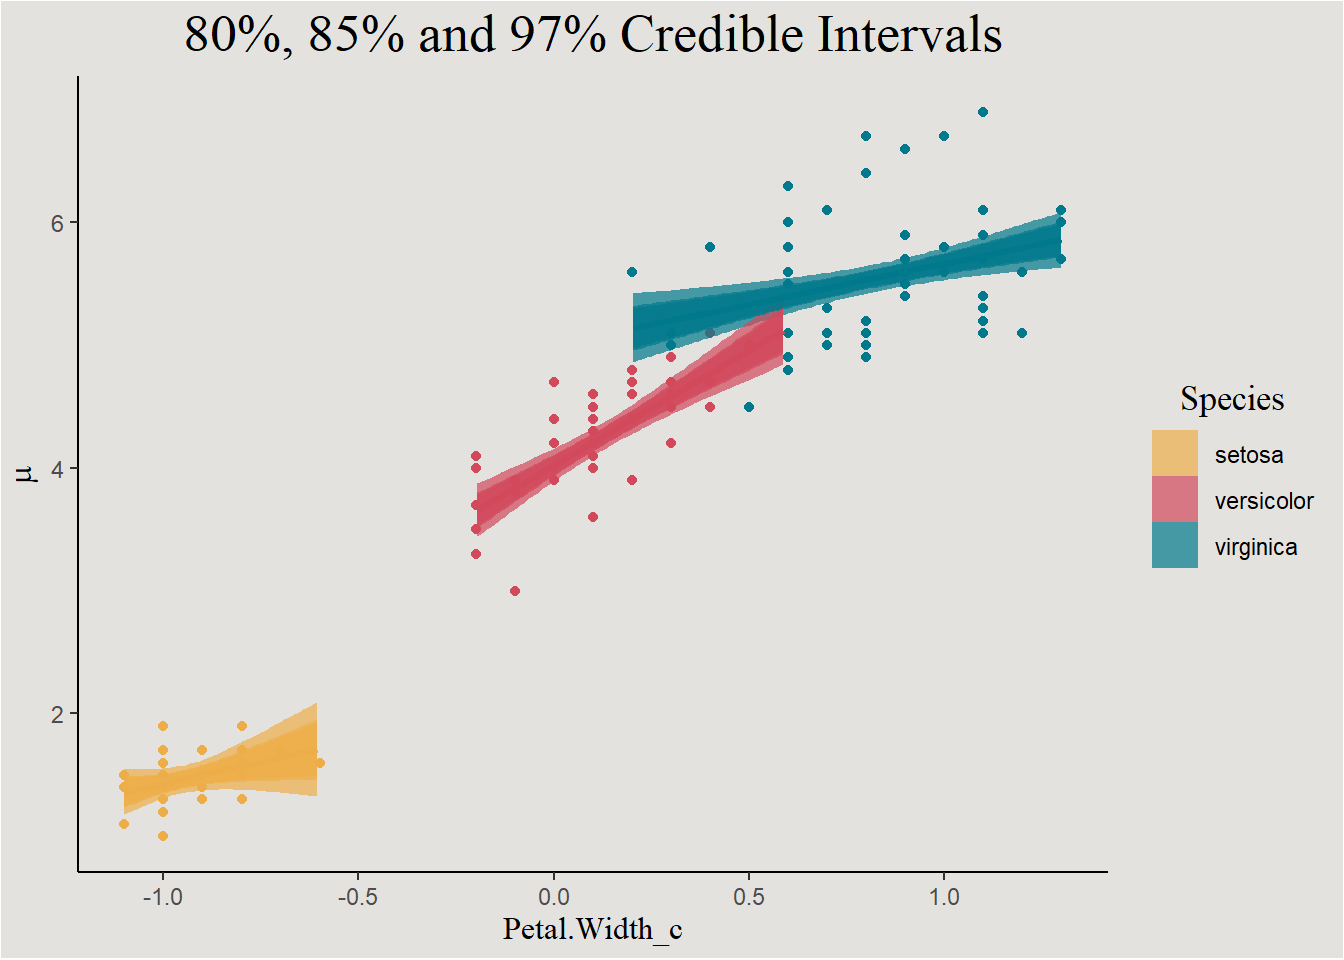 80%, 85% and 97% Credible Intervals
6
4
2
μ
-1.0 -0.5 0.0 0.5 1.0
Petal.Width_c
Species
setosa
versicolor
virginica